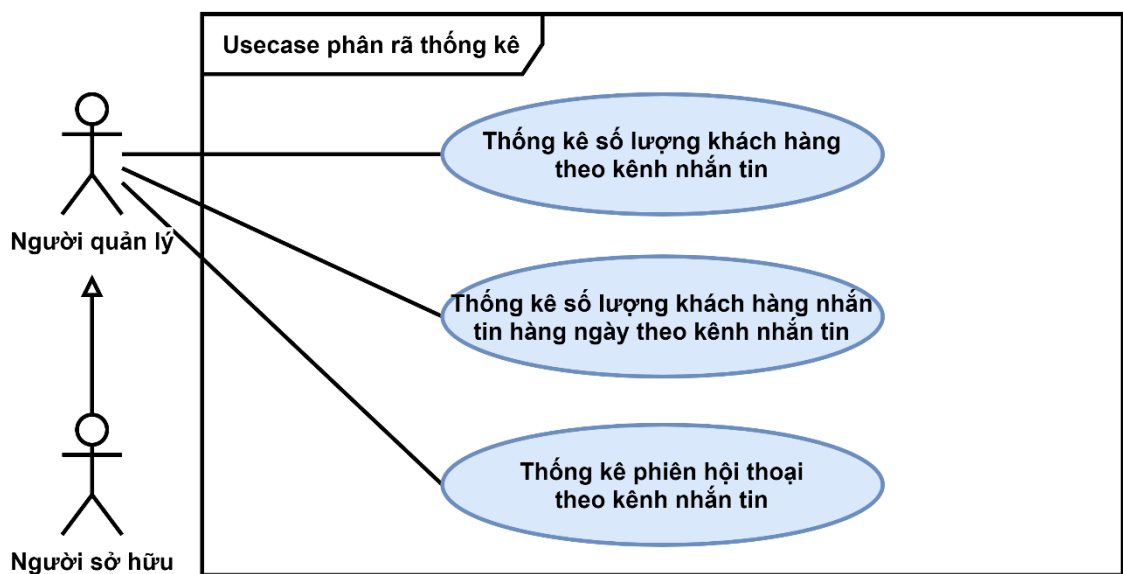 Usecase phân rã thống kê
Thống kê số lượng khách hàng
theo kênh nhắn tin
Người quản lý
Thống kê số lượng khách hàng nhắn
tin hàng ngày theo kênh nhắn tin
Thống kê phiên hội thoại
theo kênh nhắn tin
Người sở hữu